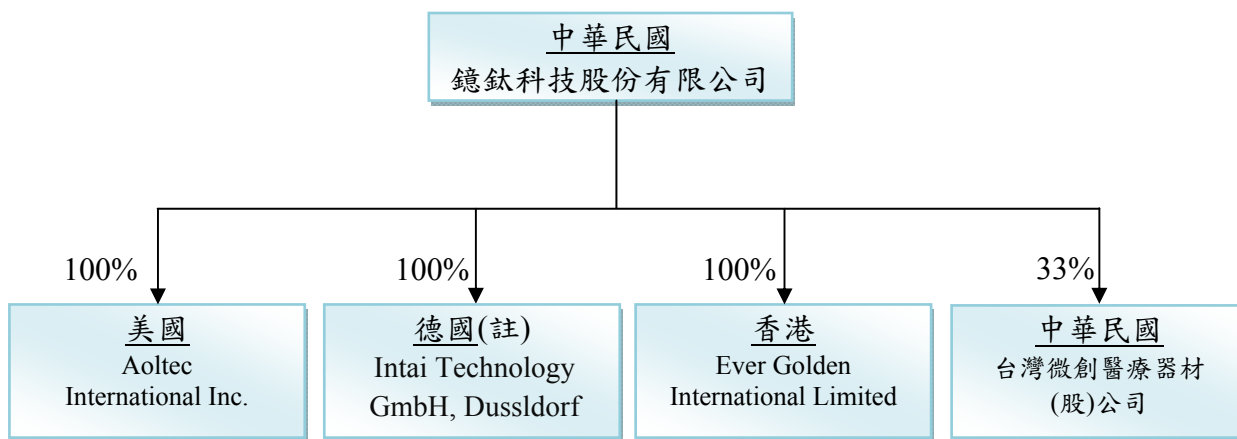 中華民國
鐿鈦科技股份有限公司
100%
100%
100%
33%
美國
Aoltec
International Inc.
德國(註)
Intai Technology
GmbH, Dussldorf
香港
Ever Golden
International Limited
中華民國
台灣微創醫療器材
(股)公司